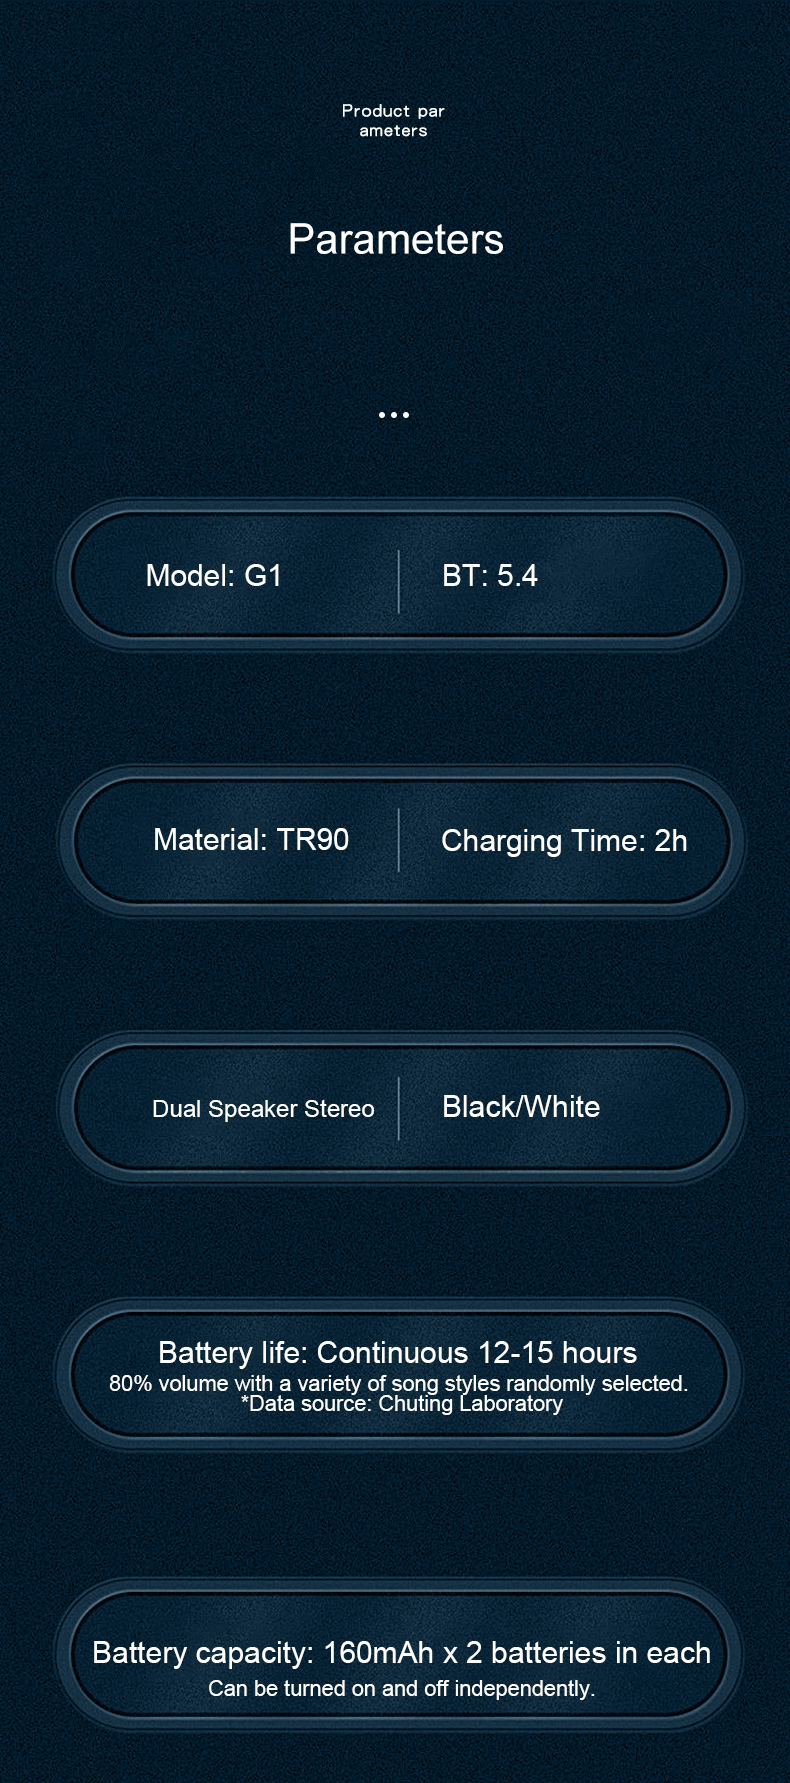 Product par
ameters
Parameters
...
Model: G1
BT: 5.4
Material: TR90
Charging Time: 2h
Dual Speaker Stereo
Black/White
Battery life: Continuous 12-15 hours
80% volume with a variety of song styles randomly selected.
*Data source: Chuting Laboratory
Battery capacity: 160mAh x 2 batteries in each
Can be turned on and off independently.